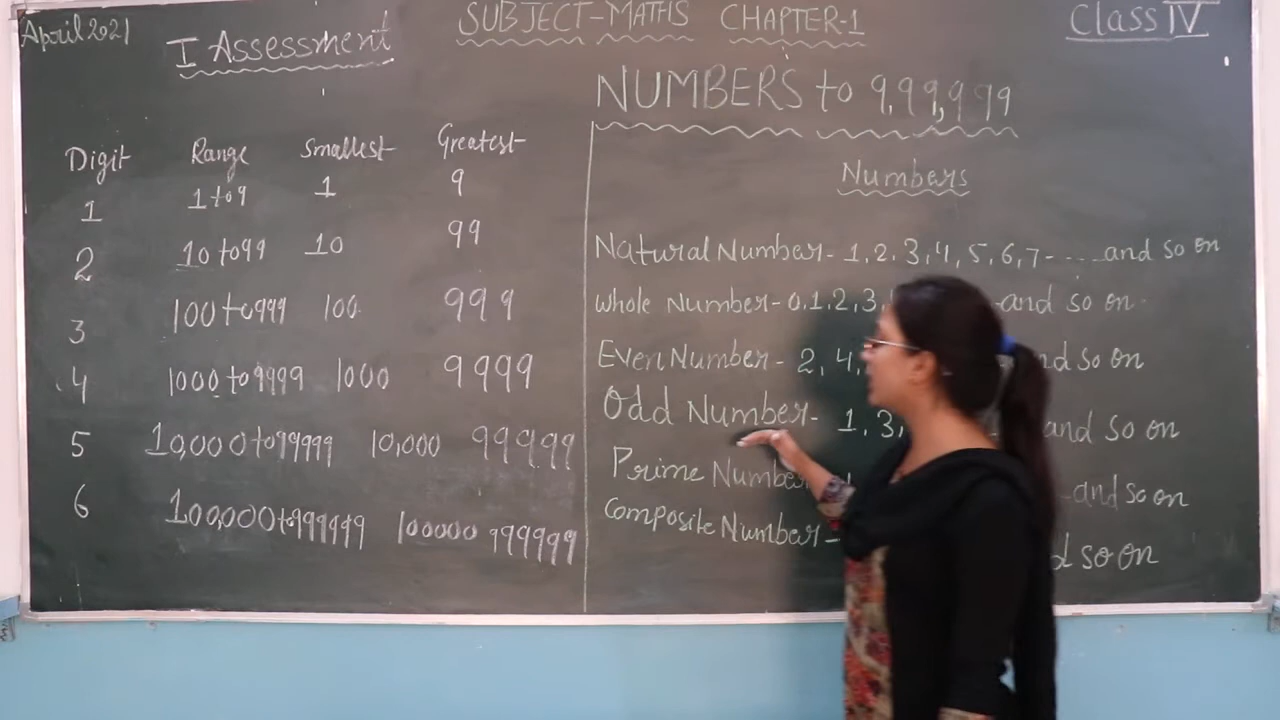 April 2021
I Assessment
SUBJECT-MATHS CHAPTER-1
Class IV
NUMBERS to 9,99,999
Digit Range Smallest Greatest
1 1 to 9 1 9
2 10 to 99 10 99
3 100 to 999 100 999
4 1000 to 9999 1000 9999
5 10,000 to 99999 10,000 99999
6 100,000 to 999999 100000 999999
Numbers
Natural Number- 1, 2, 3, 4, 5, 6, 7 ----... and so on
Whole Number- 0, 1, 2, 3, and so on
Even Number- 2, 4, and so on
Odd Number- 1, 3, and so on
Prime Number and so on
Composite Number- so on